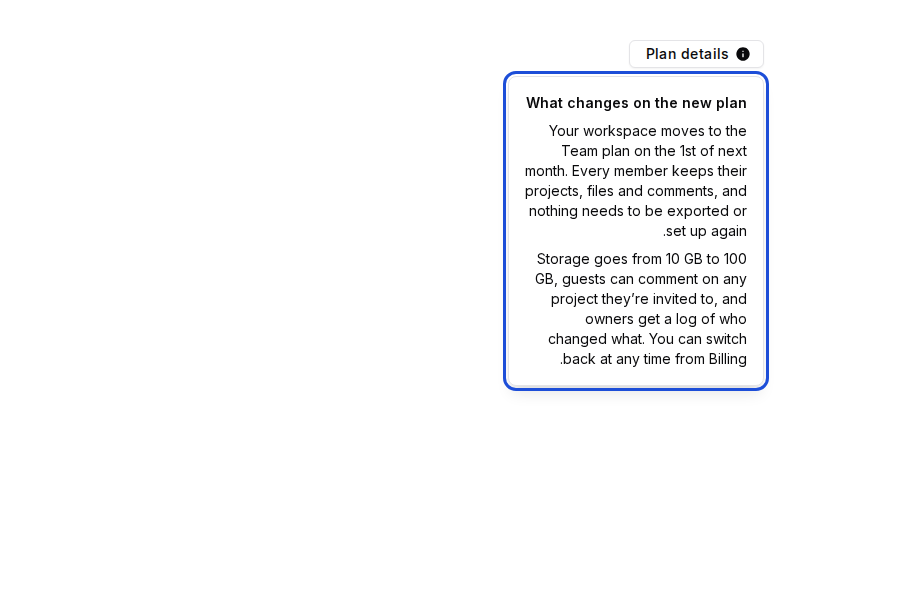 Plan details
What changes on the new plan
Your workspace moves to the
Team plan on the 1st of next
month. Every member keeps their
projects, files and comments, and
nothing needs to be exported or
.set up again
Storage goes from 10 GB to 100
GB, guests can comment on any
project they’re invited to, and
owners get a log of who
changed what. You can switch
.back at any time from Billing